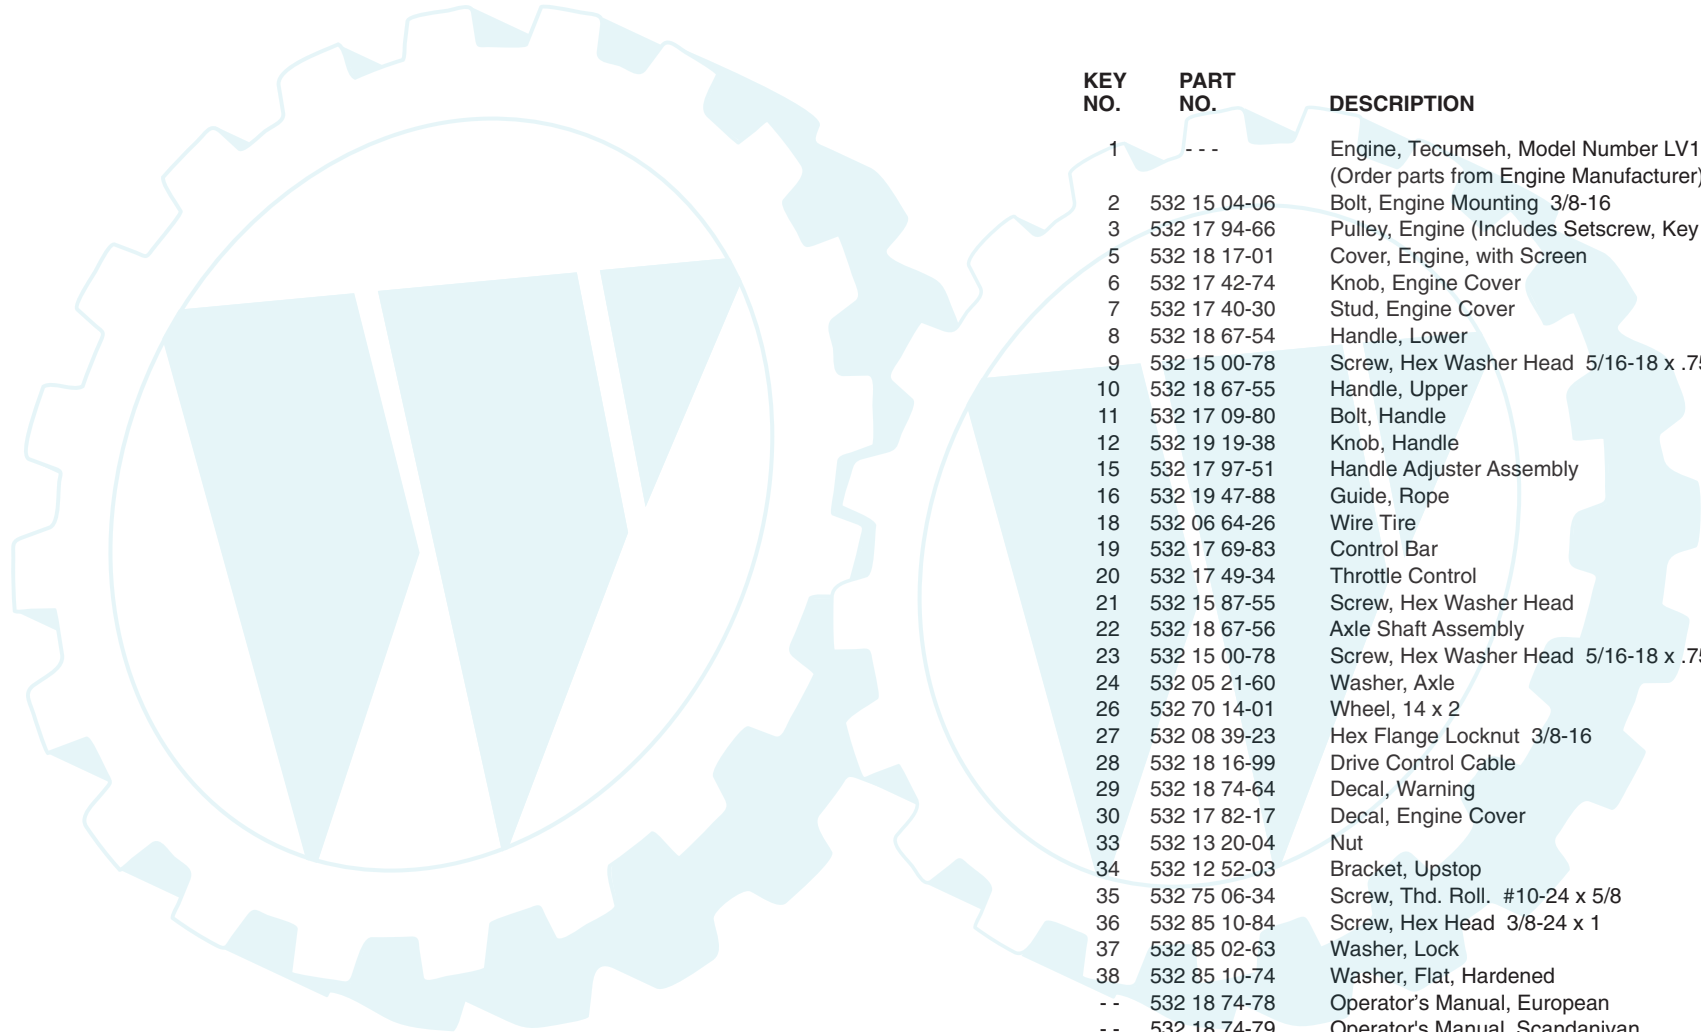 KEY PART
NO. NO. DESCRIPTION
1 - - - Engine, Tecumseh, Model Number LV1
(Order parts from Engine Manufacturer)
2 532 15 04-06 Bolt, Engine Mounting 3/8-16
3 532 17 94-66 Pulley, Engine (Includes Setscrew, Key
5 532 18 17-01 Cover, Engine, with Screen
6 532 17 42-74 Knob, Engine Cover
7 532 17 40-30 Stud, Engine Cover
8 532 18 67-54 Handle, Lower
9 532 15 00-78 Screw, Hex Washer Head 5/16-18 x .75
10 532 18 67-55 Handle, Upper
11 532 17 09-80 Bolt, Handle
12 532 19 19-38 Knob, Handle
15 532 17 97-51 Handle Adjuster Assembly
16 532 19 47-88 Guide, Rope
18 532 06 64-26 Wire Tire
19 532 17 69-83 Control Bar
20 532 17 49-34 Throttle Control
21 532 15 87-55 Screw, Hex Washer Head
22 532 18 67-56 Axle Shaft Assembly
23 532 15 00-78 Screw, Hex Washer Head 5/16-18 x .75
24 532 05 21-60 Washer, Axle
26 532 70 14-01 Wheel, 14 x 2
27 532 08 39-23 Hex Flange Locknut 3/8-16
28 532 18 16-99 Drive Control Cable
29 532 18 74-64 Decal, Warning
30 532 17 82-17 Decal, Engine Cover
33 532 13 20-04 Nut
34 532 12 52-03 Bracket, Upstop
35 532 75 06-34 Screw, Thd. Roll. #10-24 x 5/8
36 532 85 10-84 Screw, Hex Head 3/8-24 x 1
37 532 85 02-63 Washer, Lock
38 532 85 10-74 Washer, Flat, Hardened
- - 532 18 74-78 Operator’s Manual, European
- - 532 18 74-79 Operator's Manual, Scandanivan